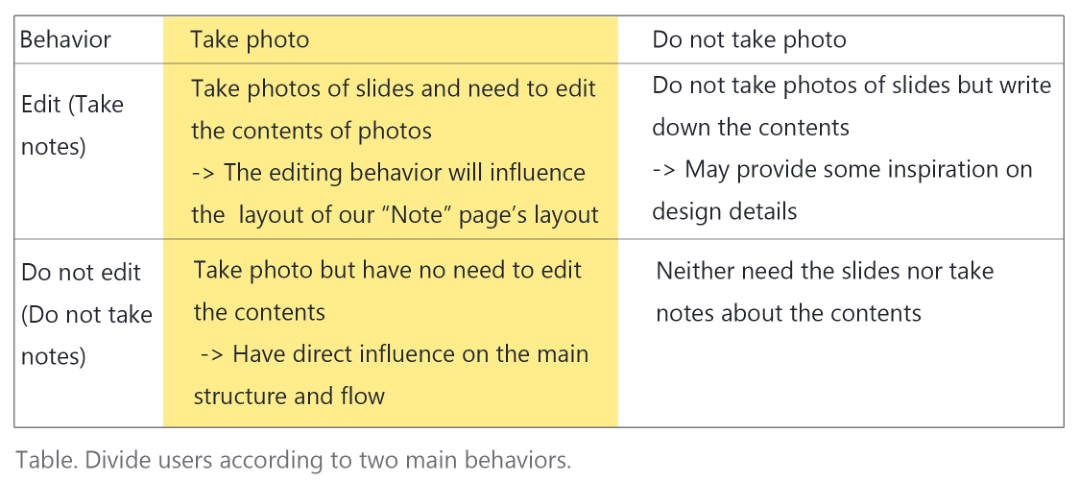 Behavior
Take photo
Do not take photo
Edit (Take
notes)
Take photos of slides and need to edit
the contents of photos
-> The editing behavior will influence
the layout of our “Note” page’s layout
Do not take photos of slides but write
down the contents
-> May provide some inspiration on
design details
Do not edit
(Do not take
notes)
Take photo but have no need to edit
the contents
-> Have direct influence on the main
structure and flow
Neither need the slides nor take
notes about the contents
Table. Divide users according to two main behaviors.